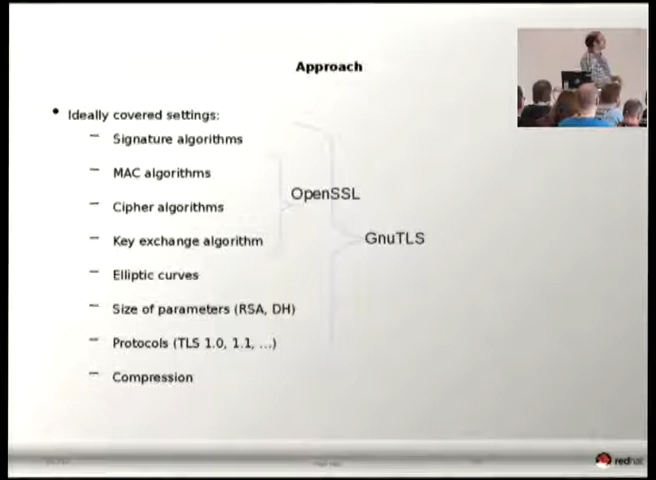 Approach
• Ideally covered settings:
– Signature algorithms
– MAC algorithms
– Cipher algorithms
– Key exchange algorithm
– Elliptic curves
– Size of parameters (RSA, DH)
– Protocols (TLS 1.0, 1.1, ...)
– Compression
OpenSSL
GnuTLS
redhat